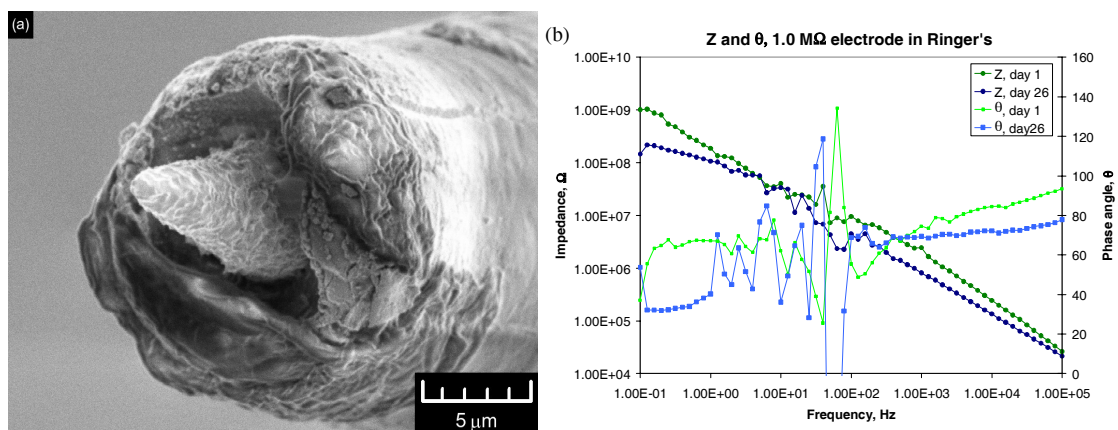 (a)
5 μm
(b)
Z and θ, 1.0 MΩ electrode in Ringer's
Z, day 1
Z, day 26
θ, day 1
θ, day26
Impedance, Ω
1.00E+10
1.00E+09
1.00E+08
1.00E+07
1.00E+06
1.00E+05
1.00E+04
160
140
120
100
80
60
40
20
0
Phase angle, θ
1.00E-01 1.00E+00 1.00E+01 1.00E+02 1.00E+03 1.00E+04 1.00E+05
Frequency, Hz